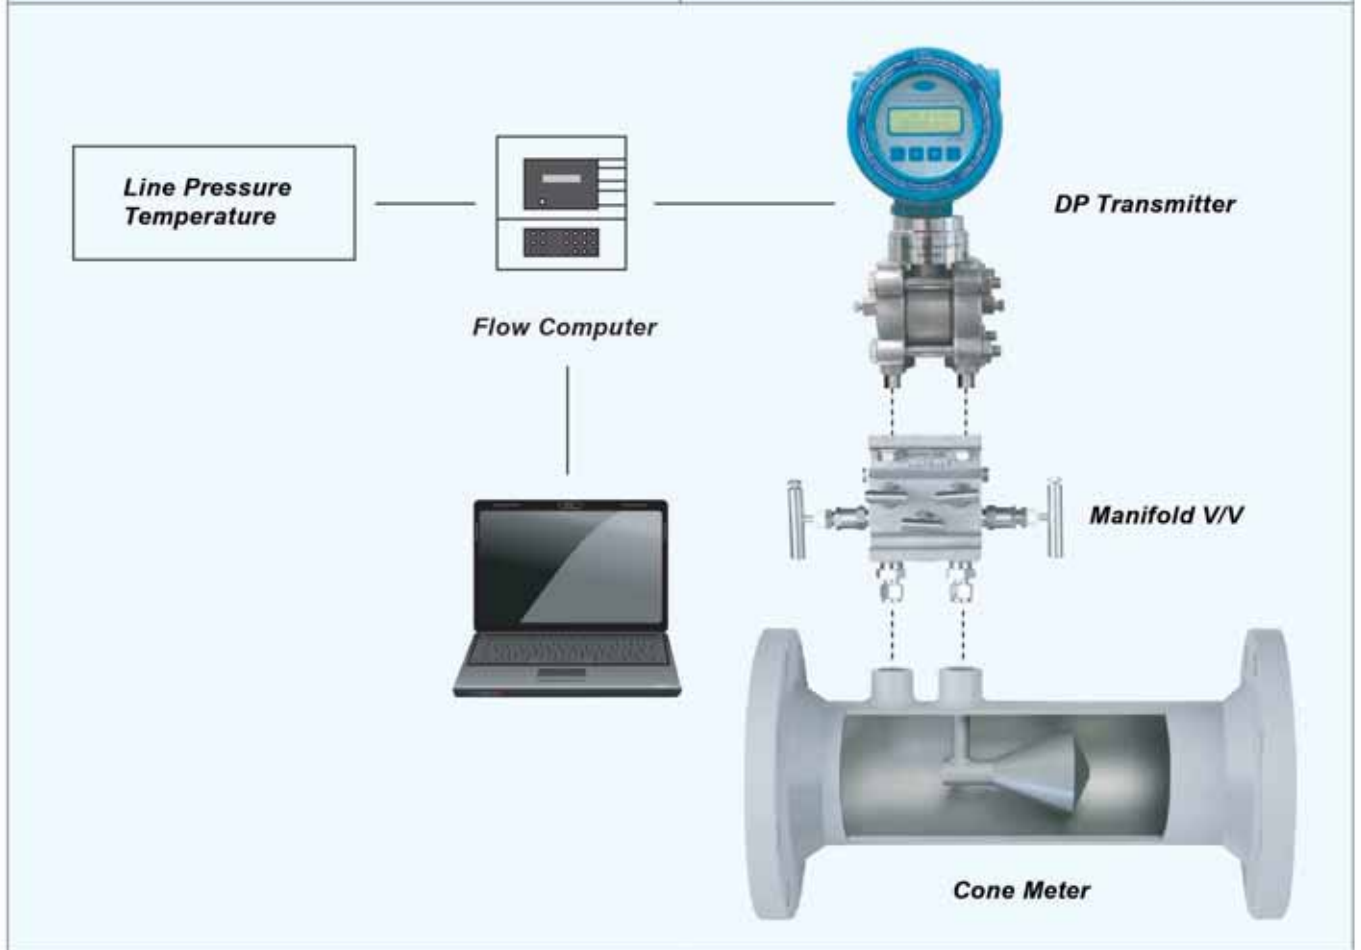 Line Pressure
Temperature
DP Transmitter
Flow Computer
Manifold V/V
Cone Meter